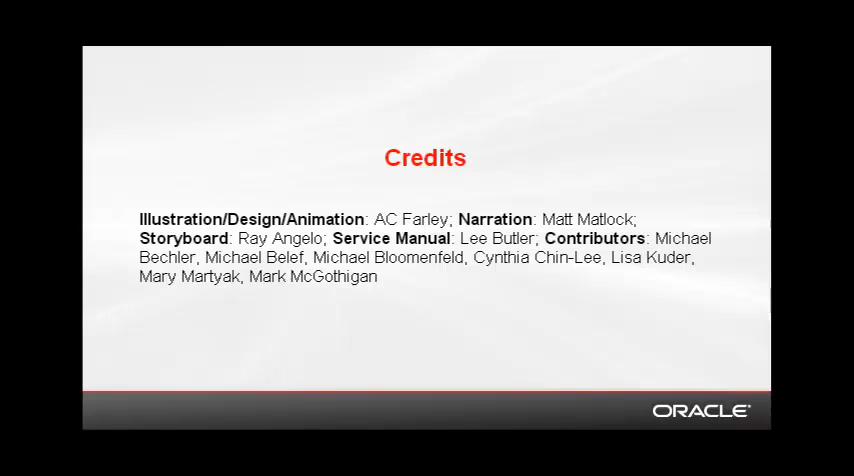 Credits
Illustration/Design/Animation: AC Farley; Narration: Matt Matlock;
Storyboard: Ray Angelo; Service Manual: Lee Butler; Contributors: Michael
Bechler, Michael Belef, Michael Bloomenfeld, Cynthia Chin-Lee, Lisa Kuder,
Mary Martyak, Mark McGothigan
ORACLE®